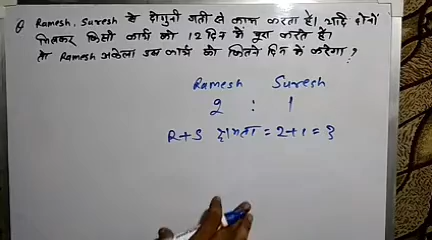 Q Ramesh, Suresh से दोगुनी गती से काम करता है। यदि दोनों
मिलकर किसी कार्य को 12 दिन में पूरा करते हैं।
तो Ramesh अकेला उस कार्य को कितने दिन में करेगा?
Ramesh Suresh
2 : 1
R+S क्षमता = 2+1 = 3